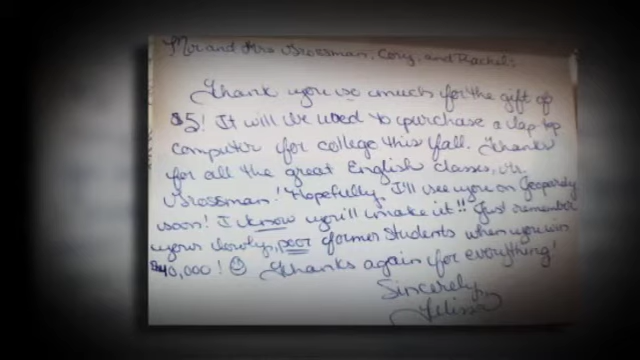 Mr and Mrs Brossman, Cory, and Rachel:
Thank you so much for the gift of
$5! It will be used to purchase a lap top
computer for college this fall. Thanks
for all the great English classes, Mr.
Brossman! Hopefully, I'll see you on Jeopardy
soon! I know you'll make it!! Just remember
your lowly, poor former students when you win
$40,000! ☺ Thanks again for everything!
Sincerely,
Melissa